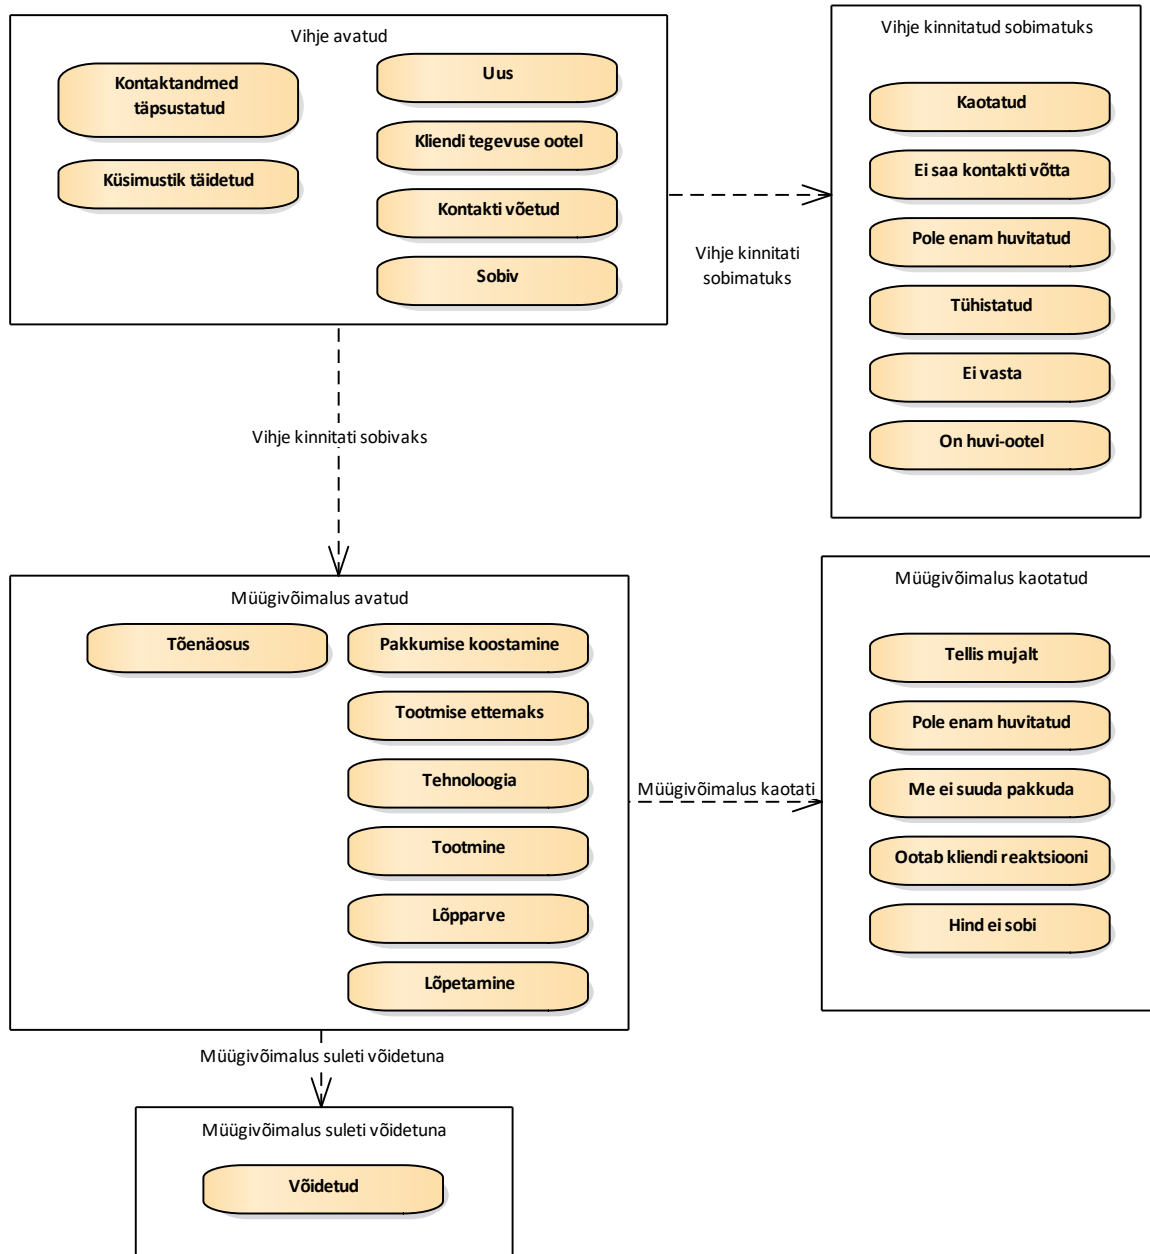 Vihje avatud
Kontaktandmed
täpsustatud
Küsimustik täidetud
Uus
Kliendi tegevuse ootel
Kontakti võetud
Sobiv
Vihje kinnitati
sobimatuks
Vihje kinnitatud sobimatuks
Kaotatud
Ei saa kontakti võtta
Pole enam huvitatud
Tühistatud
Ei vasta
On huvi-ootel
Vihje kinnitati sobivaks
Müügivõimalus avatud
Tõenäosus
Pakkumise koostamine
Tootmise ettemaks
Tehnoloogia
Tootmine
Lõpparve
Lõpetamine
Müügivõimalus kaotati
Müügivõimalus kaotatud
Tellis mujalt
Pole enam huvitatud
Me ei suuda pakkuda
Ootab kliendi reaktsiooni
Hind ei sobi
Müügivõimalus suleti võidetuna
Müügivõimalus suleti võidetuna
Võidetud